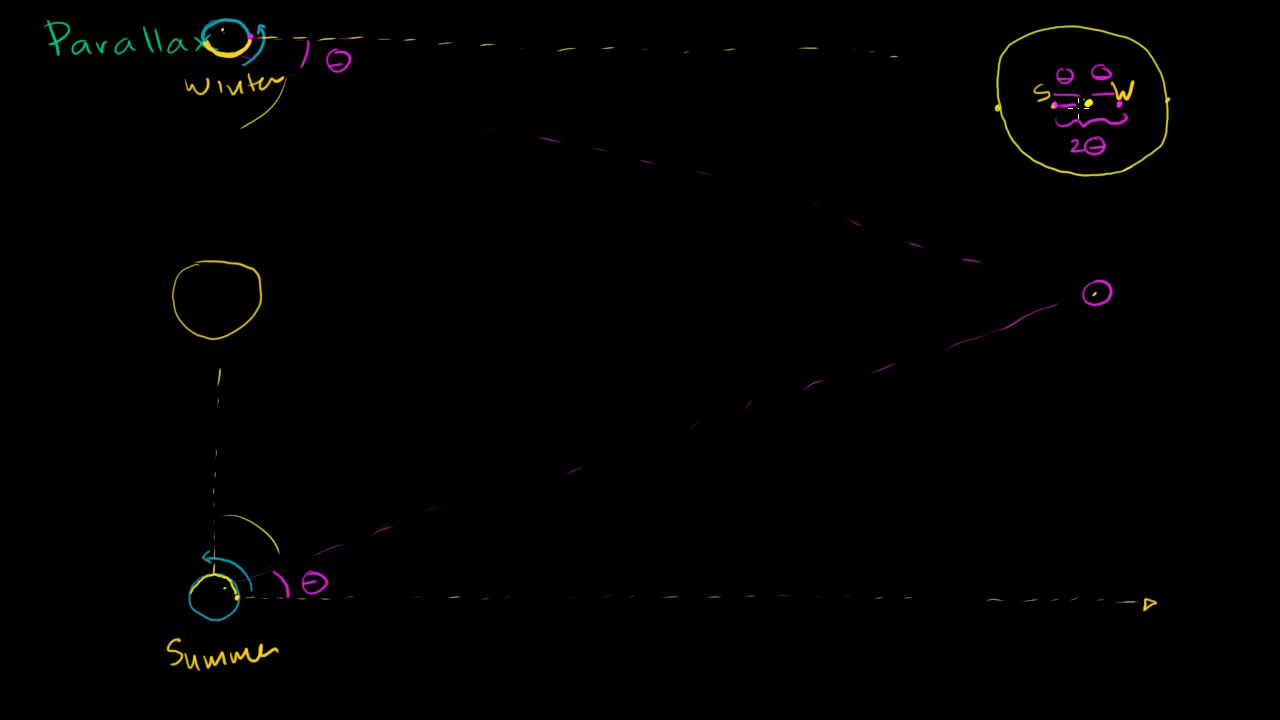 Parallax
Winter
Θ
Θ Θ
S W
2Θ
Θ
Summer